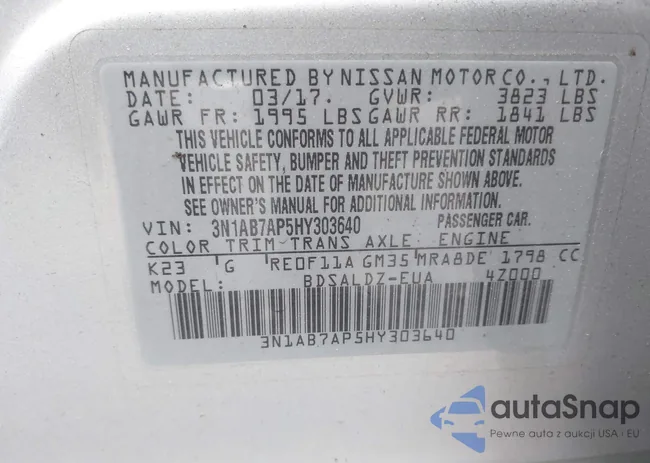 MANUFACTURED BY NISSAN MOTOR CO., LTD.
DATE: 03/17. GVWR: 3823 LBS
GAWR FR: 1995 LBS GAWR RR: 1841 LBS
THIS VEHICLE CONFORMS TO ALL APPLICABLE FEDERAL MOTOR
VEHICLE SAFETY, BUMPER AND THEFT PREVENTION STANDARDS
IN EFFECT ON THE DATE OF MANUFACTURE SHOWN ABOVE.
SEE OWNER'S MANUAL FOR ADDITIONAL INFORMATION.
VIN: 3N1AB7AP5HY303640 PASSENGER CAR.
COLOR TRIM TRANS AXLE ENGINE
K23 G RE0F11A GM35 MRA8DE 1798 CC
MODEL: BDSALDZ-EUA 4Z000
3N1AB7AP5HY303640
autaSnap
Pewne auta z aukcji USA i EU